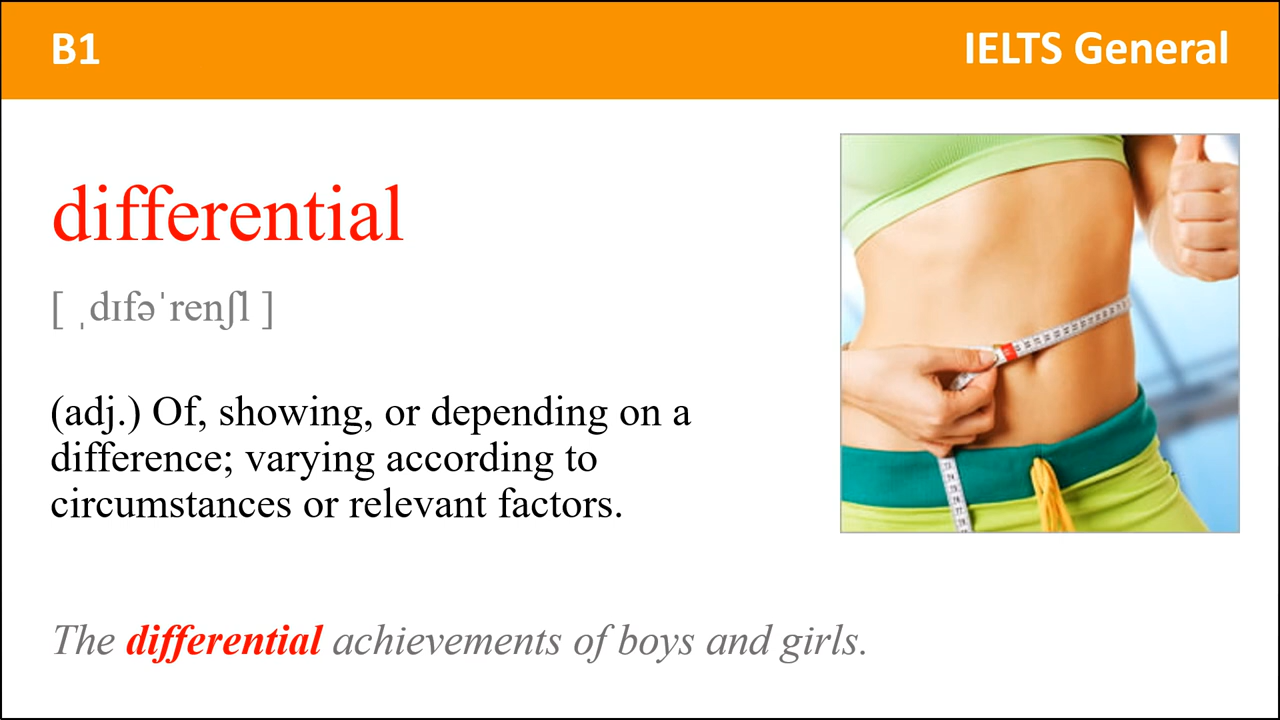 B1
IELTS General
differential
[ ˌdɪfəˈrenʃl ]
(adj.) Of, showing, or depending on a
difference; varying according to
circumstances or relevant factors.
The differential achievements of boys and girls.